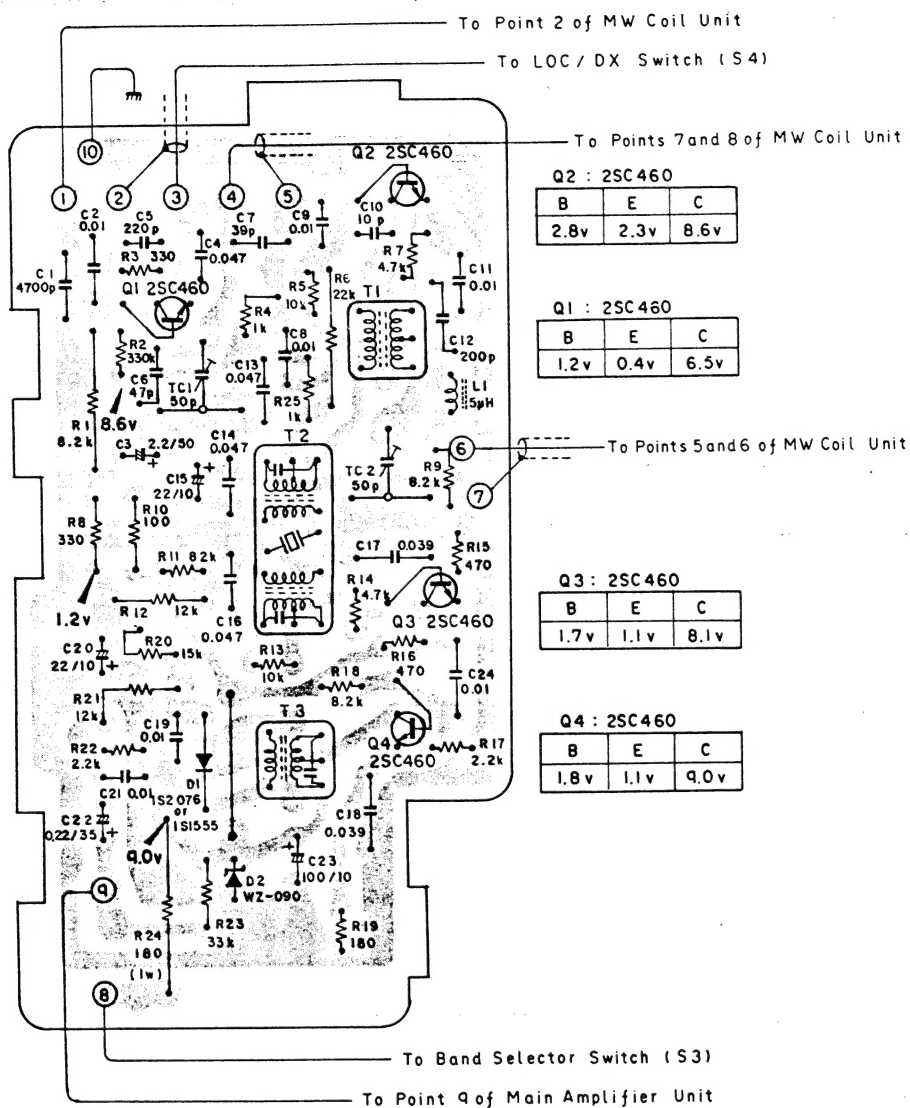 To Point 2 of MW Coil Unit
To LOC/DX Switch (S4)
To Points 7 and 8 of MW Coil Unit
10
1
2
3
4
5
Q2 2SC460
Q2 : 2SC460
B E C
2.8v 2.3v 8.6v
C2
0.01
C5
220p
R3 330
C4
0.047
C7
39p
C9
0.01
C10
10p
R7
4.7k
C1
4700p
Q1 2SC460
R4
1k
R5
10k
R6
22k
T1
C11
0.01
Q1 : 2SC460
B E C
1.2v 0.4v 6.5v
R2
330k
C8
0.01
C12
200p
C6
47p
TC1
50p
C13
0.047
R25
1k
L1
5μH
R1
8.2k
8.6v
C3 2.2/50
+
C14
0.047
T2
6
To Points 5 and 6 of MW Coil Unit
7
C15
22/10
+
TC2
50p
R9
8.2k
R8
330
R10
100
R11 82k
C17 0.039
R15
470
R14
4.7k
1.2v
R12
12k
C16
0.047
Q3 2SC460
Q3 : 2SC460
B E C
1.7v 1.1v 8.1v
C20
22/10
+
R20
15k
R13
10k
R16
470
R18
8.2k
C24
0.01
R21
12k
C19
0.01
T3
Q4
2SC460
R17
2.2k
Q4 : 2SC460
B E C
1.8v 1.1v 9.0v
R22
2.2k
C21 0.01
D1
1S2076
or
1S1555
C22
0.22/35
+
C18
0.039
9.0v
+
C23
100/10
D2
WZ-090
9
R23
33k
R24
180
(1w)
R19
180
8
To Band Selector Switch (S3)
To Point 9 of Main Amplifier Unit